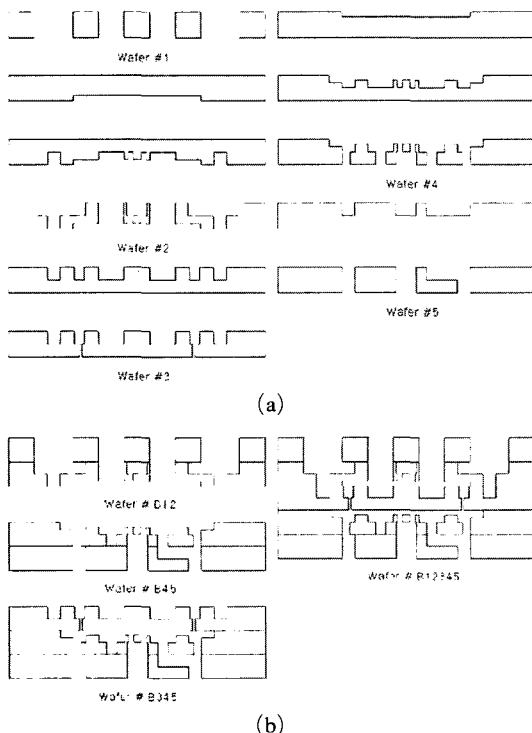 Wafer #1
Wafer #4
Wafer #2
Wafer #5
Wafer #3
(a)
Wafer # B12
Wafer # B45
Wafer # B12345
Wafer # B345
(b)